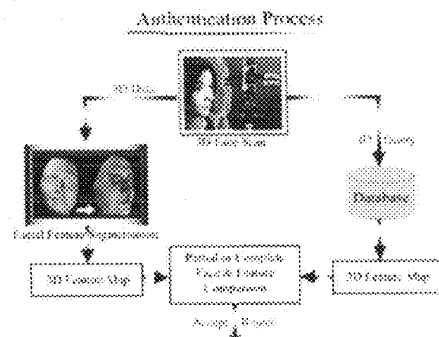 Authentication Process
3D Data
3D Face Scan
ID Query
Database
Facial Feature Segmentation
3D Feature Map
Partial or Complete
Face & Feature
Comparison
3D Feature Map
Accept Reject